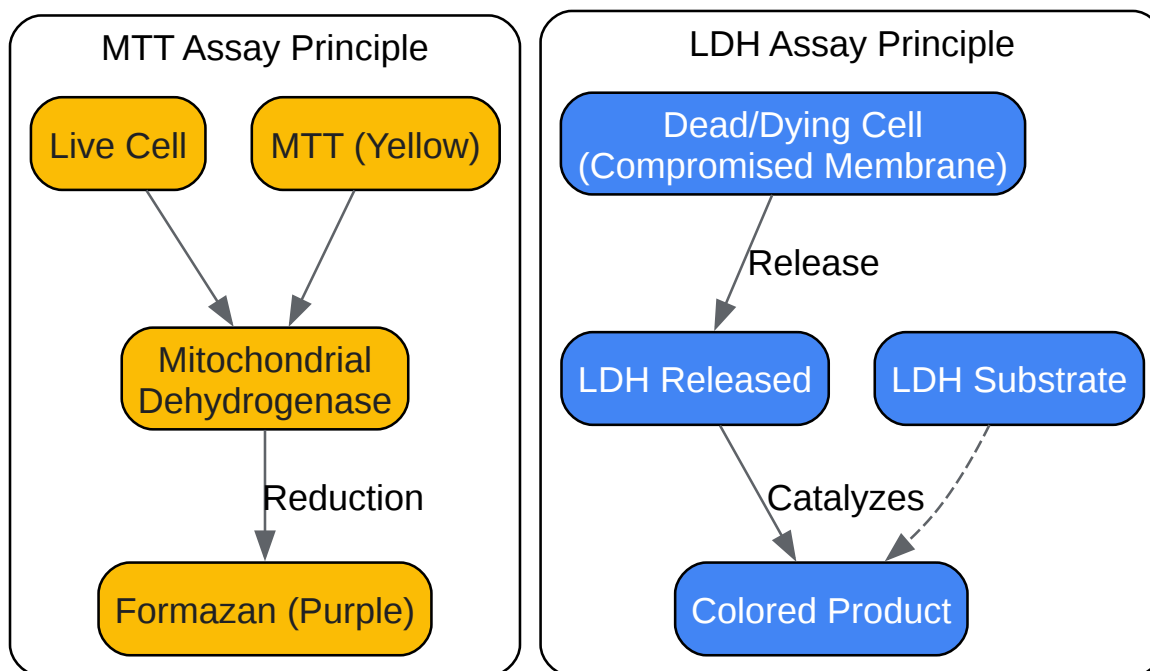 MTT Assay Principle
Live Cell
MTT (Yellow)
Mitochondrial
Dehydrogenase
Reduction
Formazan (Purple)
LDH Assay Principle
Dead/Dying Cell
(Compromised Membrane)
Release
LDH Released
LDH Substrate
Catalyzes
Colored Product